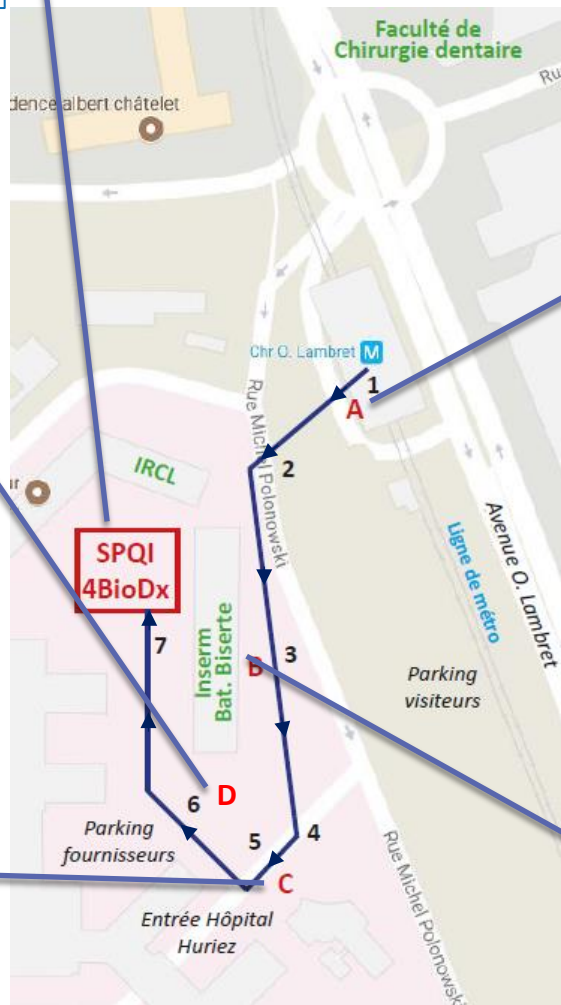 Faculté de
Chirurgie dentaire
Ru
dence albert châtelet
Chr O. Lambret M
1
A
Rue Michel Polonowski
2
IRCL
ur
SPQI
4BioDx
Inserm
Bat. Biserte
Ligne de métro
Avenue O. Lambret
7
B
3
Parking
visiteurs
D
6
Parking
fournisseurs
5
4
C
Entrée Hôpital
Huriez
Rue Michel Polonowski